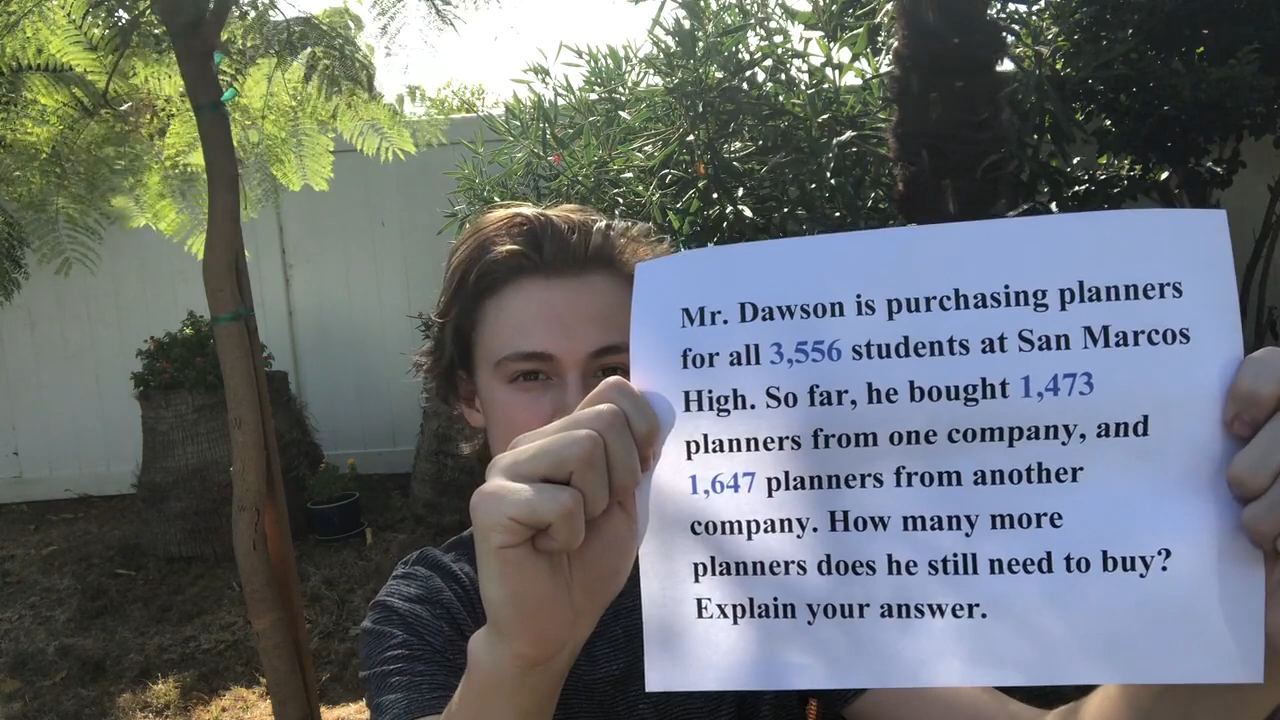 Mr. Dawson is purchasing planners
for all 3,556 students at San Marcos
High. So far, he bought 1,473
planners from one company, and
1,647 planners from another
company. How many more
planners does he still need to buy?
Explain your answer.